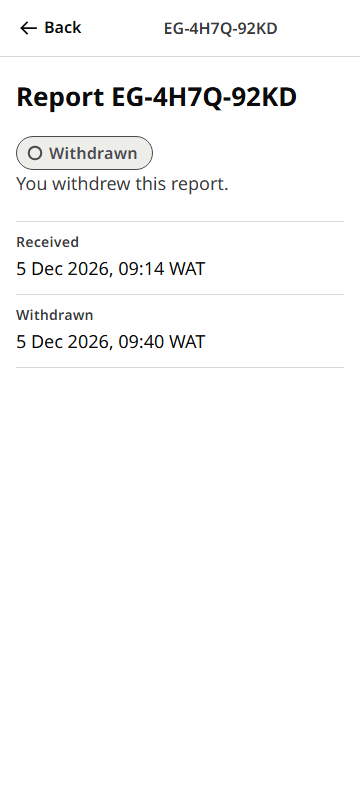 Back
EG-4H7Q-92KD
Report EG-4H7Q-92KD
Withdrawn
You withdrew this report.
Received
5 Dec 2026, 09:14 WAT
Withdrawn
5 Dec 2026, 09:40 WAT